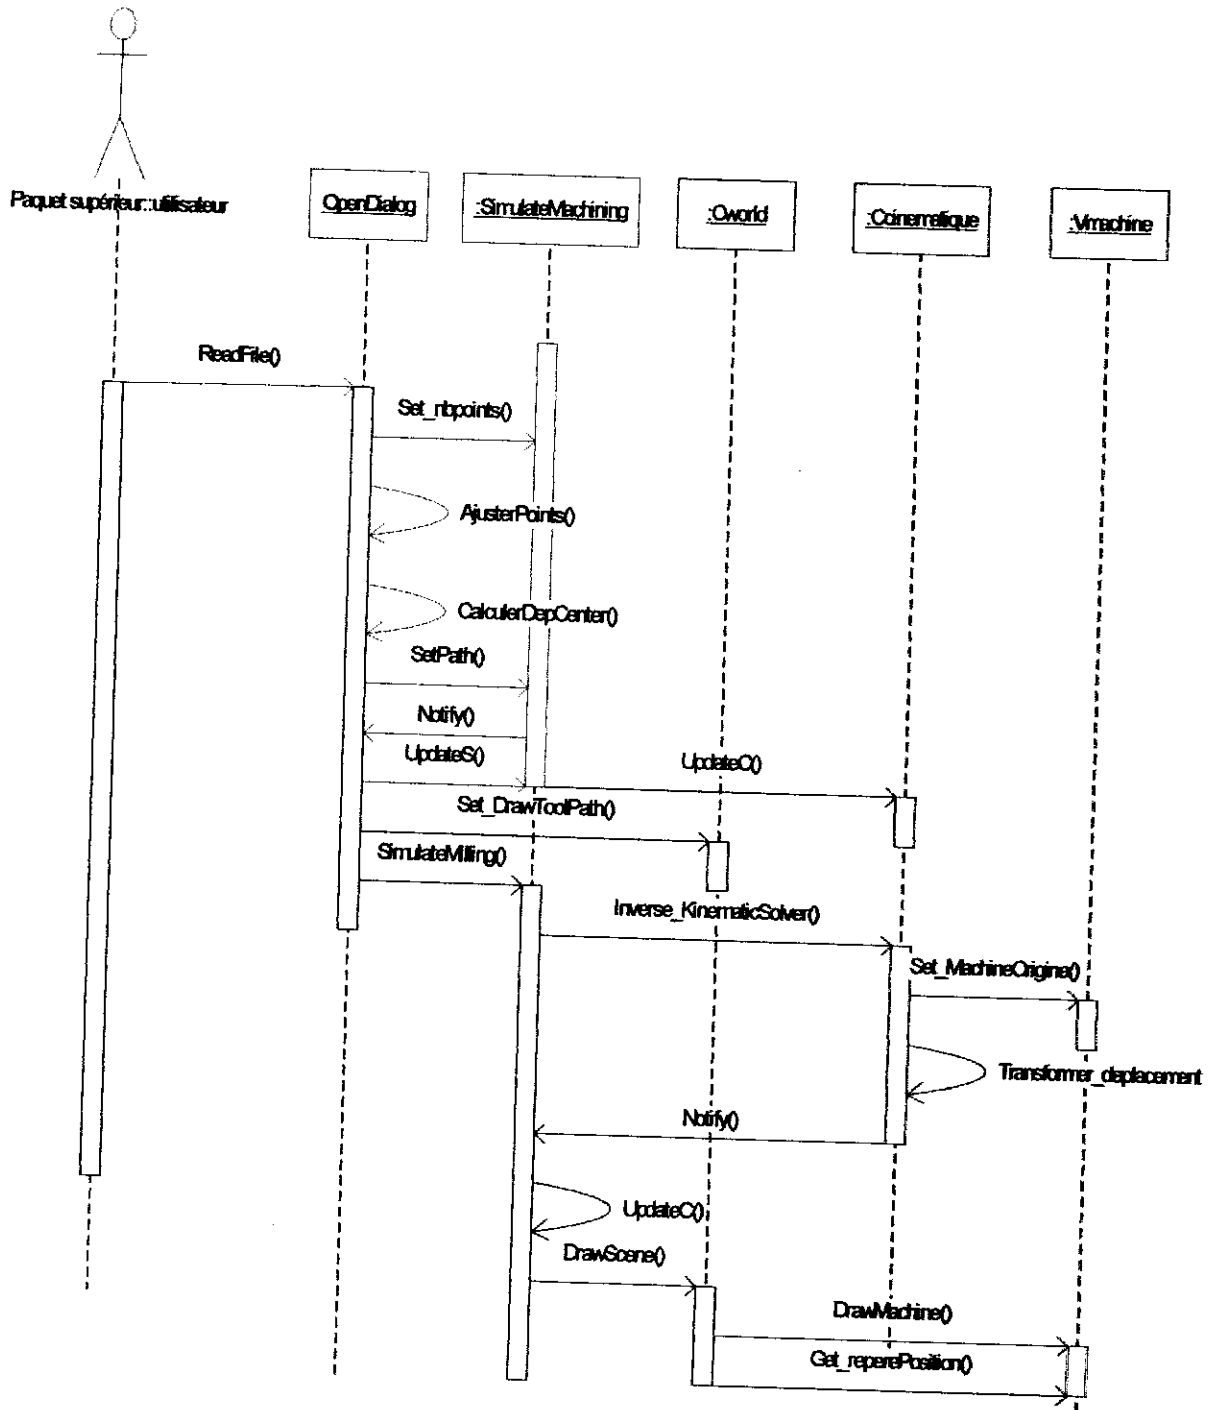 Paquet supérieur::utilisateur
OpenDialog
:SimulateMachining
:Oworld
:Ccinematique
:Vmachine
ReadFile()
Set_nbpoints()
AjusterPoints()
CalculerDepCenter()
SetPath()
Notify()
UpdateS()
UpdateC()
Set_DrawToolPath()
SimulateMilling()
Inverse_KinematicSolver()
Set_MachineOrigine()
Transformer_deplacement
Notify()
UpdateC()
DrawScene()
DrawMachine()
Get_reperePosition()